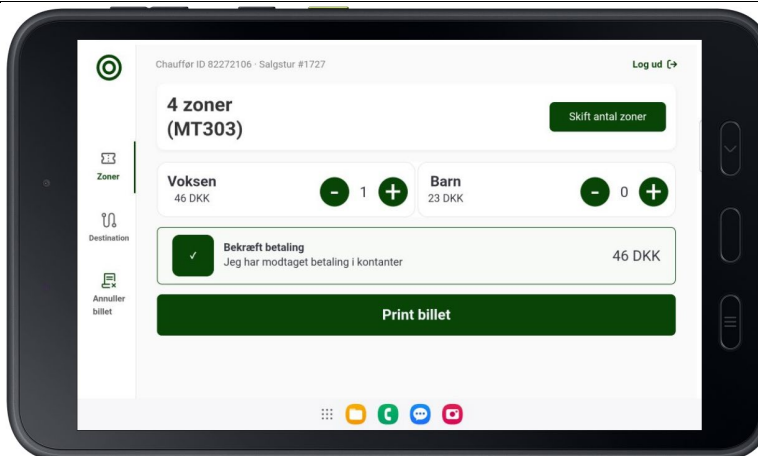 Chauffør ID 82272106 · Salgstur #1727
Log ud
4 zoner
(MT303)
Skift antal zoner
Zoner
Voksen
46 DKK
- 1 +
Barn
23 DKK
- 0 +
Destination
✓
Bekræft betaling
Jeg har modtaget betaling i kontanter
46 DKK
Annuller
billet
Print billet